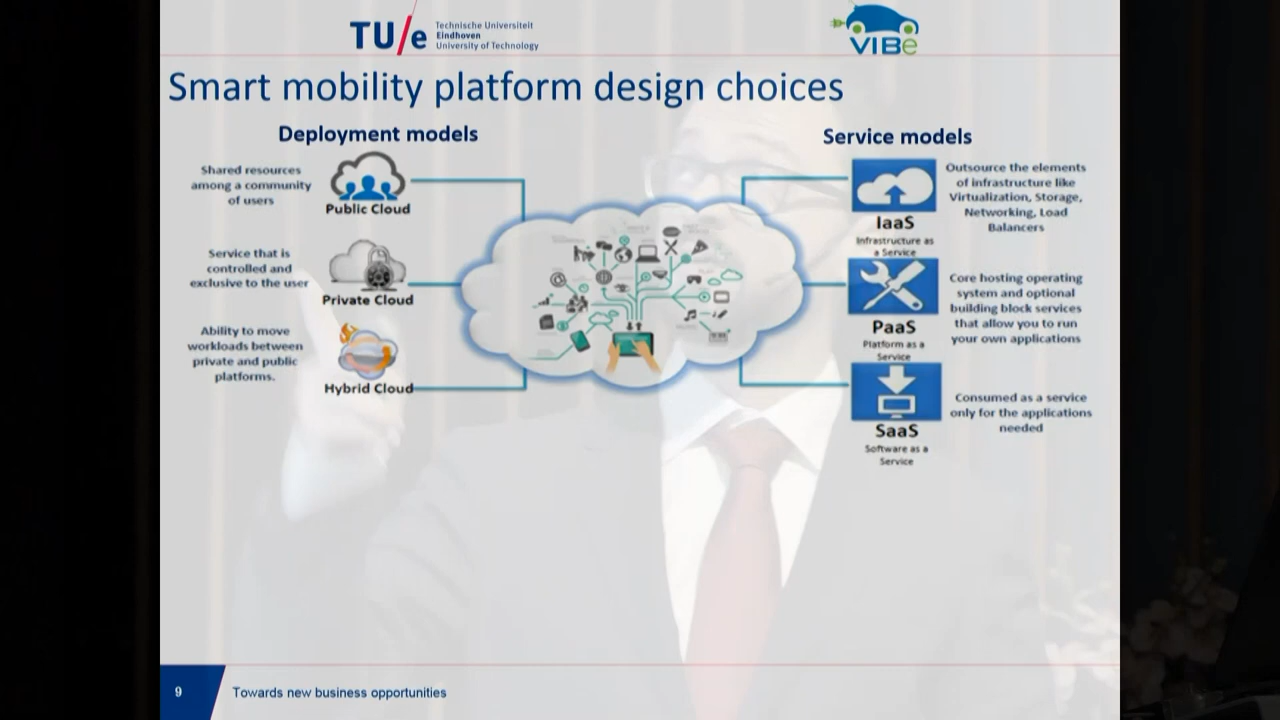 TU/e
Technische Universiteit
Eindhoven
University of Technology
VIBe
Smart mobility platform design choices
Deployment models
Shared resources
among a community
of users
Public Cloud
Service that is
controlled and
exclusive to the user
Private Cloud
Ability to move
workloads between
private and public
platforms.
Hybrid Cloud
Service models
IaaS
Infrastructure as
a Service
Outsource the elements
of infrastructure like
Virtualization, Storage,
Networking, Load
Balancers
PaaS
Platform as a
Service
Core hosting operating
system and optional
building block services
that allow you to run
your own applications
SaaS
Software as a
Service
Consumed as a service
only for the applications
needed
9
Towards new business opportunities